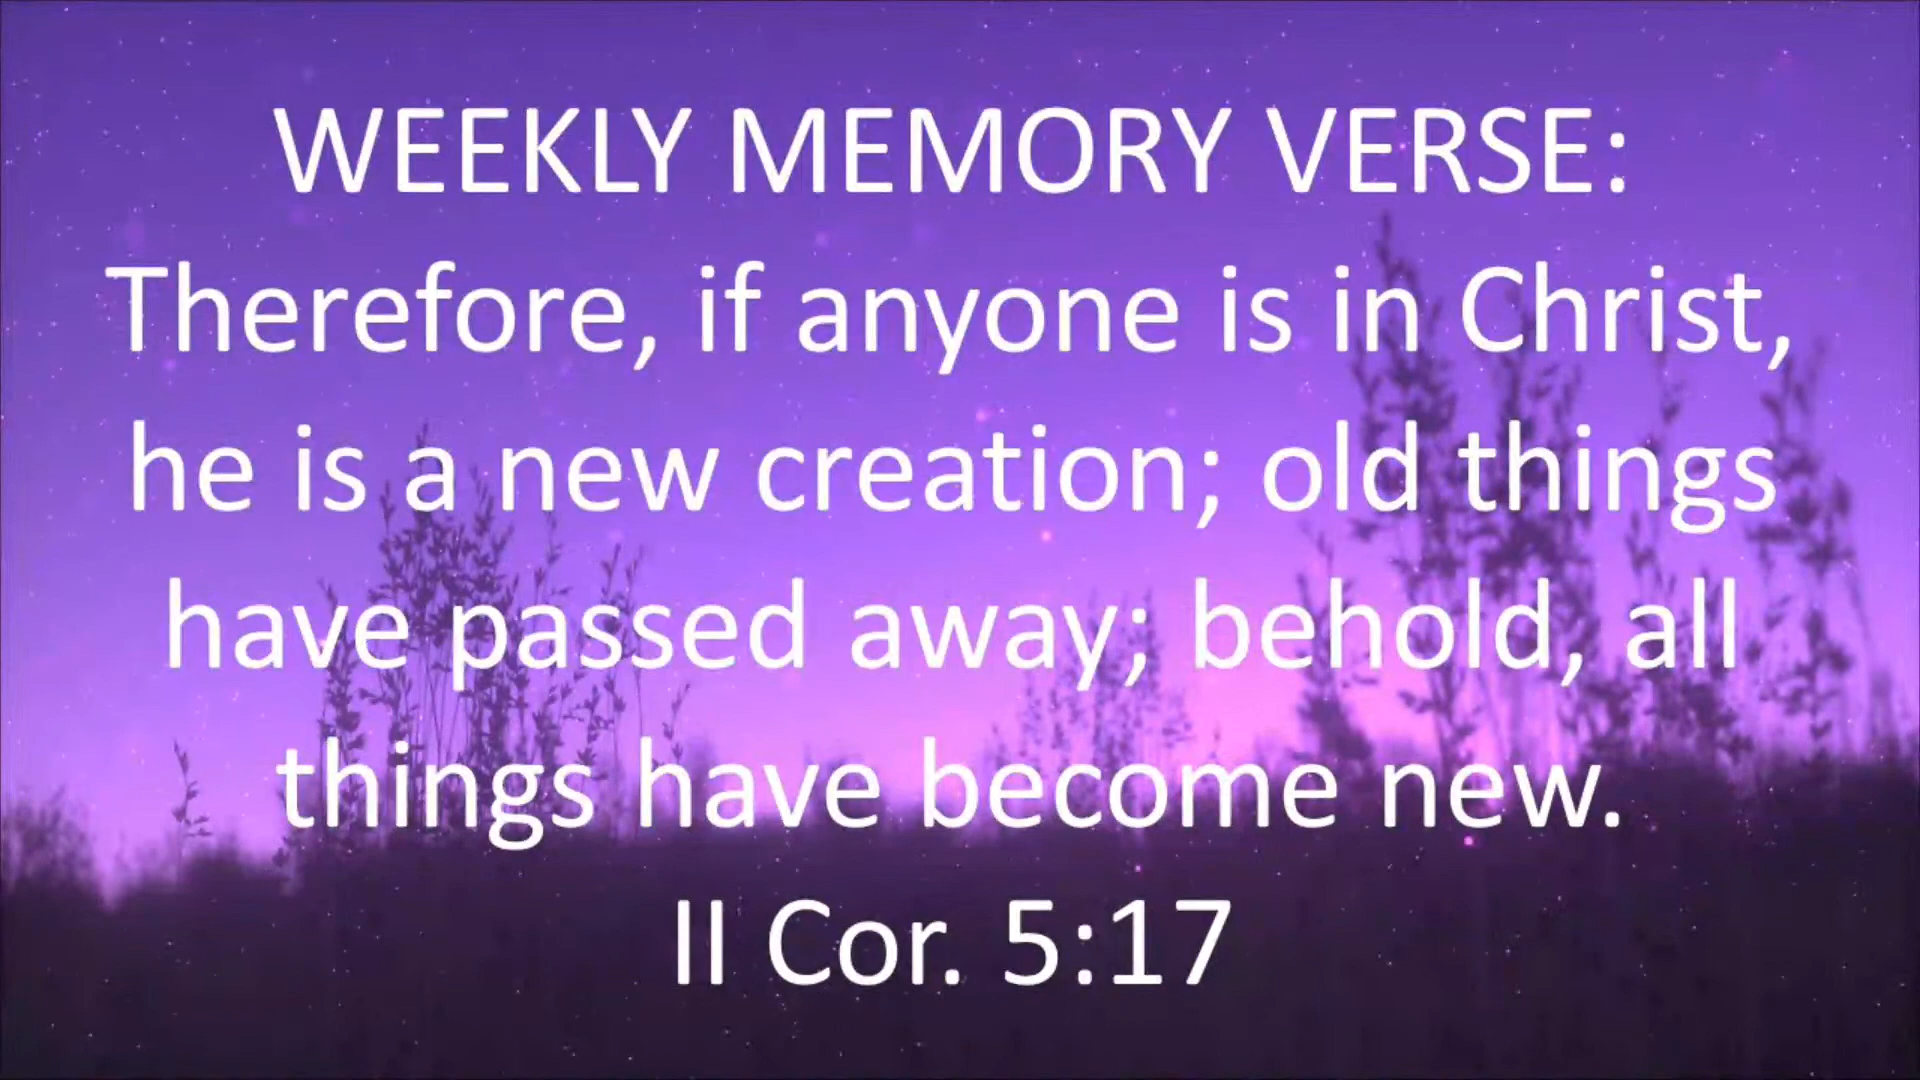 WEEKLY MEMORY VERSE:
Therefore, if anyone is in Christ,
he is a new creation; old things
have passed away; behold, all
things have become new.
II Cor. 5:17